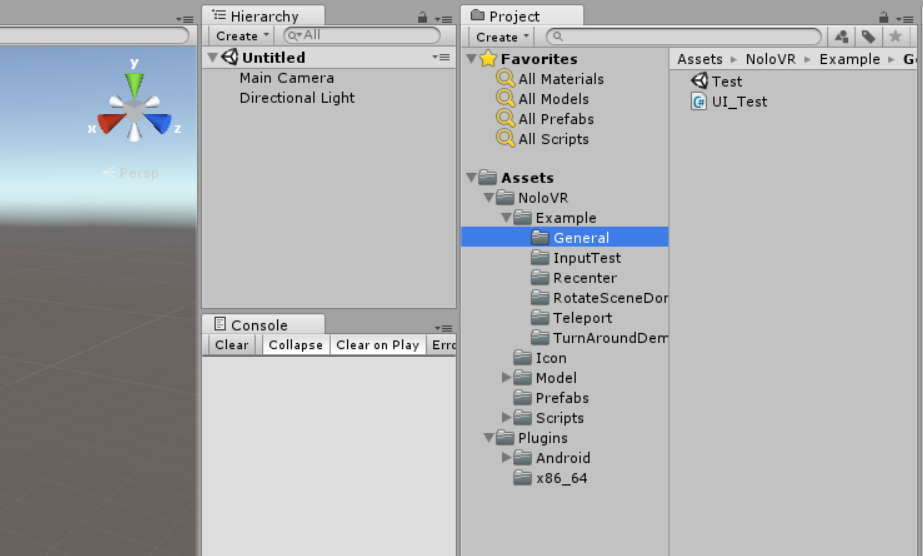 y
x
z
Persp
Hierarchy
Create
All
Untitled
Main Camera
Directional Light
Console
Clear
Collapse
Clear on Play
Erro
Project
Create
Favorites
All Materials
All Models
All Prefabs
All Scripts
Assets
NoloVR
Example
General
InputTest
Recenter
RotateSceneDor
Teleport
TurnAroundDem
Icon
Model
Prefabs
Scripts
Plugins
Android
x86_64
Assets ▸ NoloVR ▸ Example ▸ Ge
Test
UI_Test